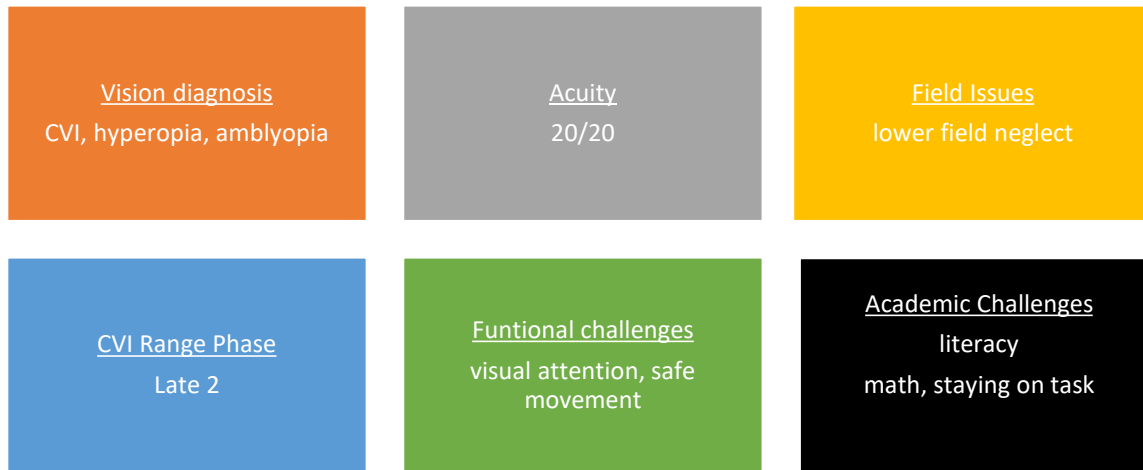 Vision diagnosis
CVI, hyperopia, amblyopia
Acuity
20/20
Field Issues
lower field neglect
CVI Range Phase
Late 2
Funtional challenges
visual attention, safe
movement
Academic Challenges
literacy
math, staying on task